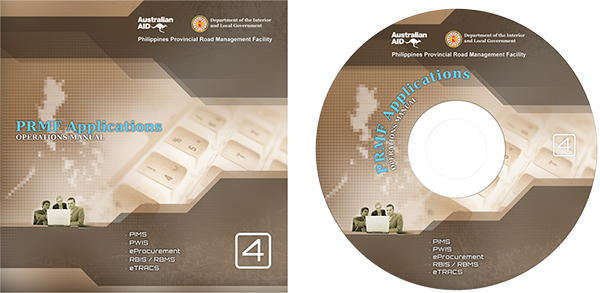 Australian
AID
Department of the Interior
and Local Government
Philippines Provincial Road Management Facility
PRMF Applications
OPERATIONS MANUAL
PIMS
PWIS
eProcurement
RBIS / RBMS
eTRACS
4
Australian
AID
Department of the Interior
and Local Government
Philippines Provincial Road Management Facility
PRMF Applications
OPERATIONS MANUAL
4
PIMS
PWIS
eProcurement
RBIS / RBMS
eTRACS